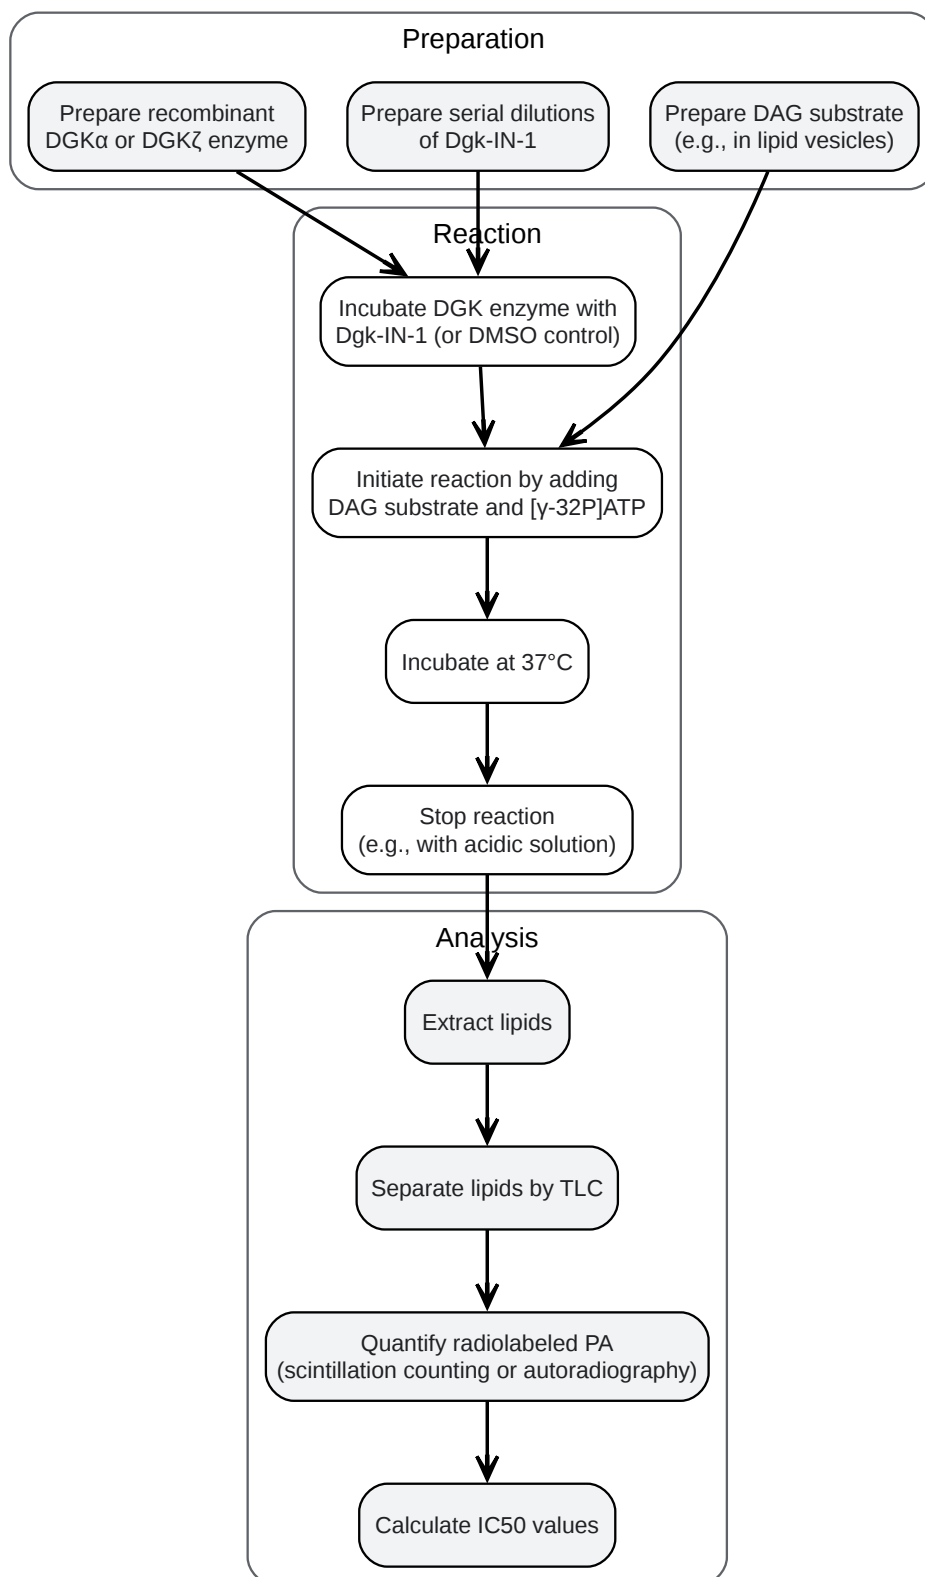 Preparation
Prepare recombinant
DGKα or DGKζ enzyme
Prepare serial dilutions
of Dgk-IN-1
Prepare DAG substrate
(e.g., in lipid vesicles)
Reaction
Incubate DGK enzyme with
Dgk-IN-1 (or DMSO control)
Initiate reaction by adding
DAG substrate and [γ-32P]ATP
Incubate at 37°C
Stop reaction
(e.g., with acidic solution)
Analysis
Extract lipids
Separate lipids by TLC
Quantify radiolabeled PA
(scintillation counting or autoradiography)
Calculate IC50 values